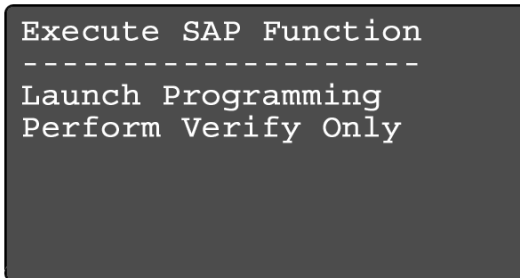 Execute SAP Function
--------------------
Launch Programming
Perform Verify Only